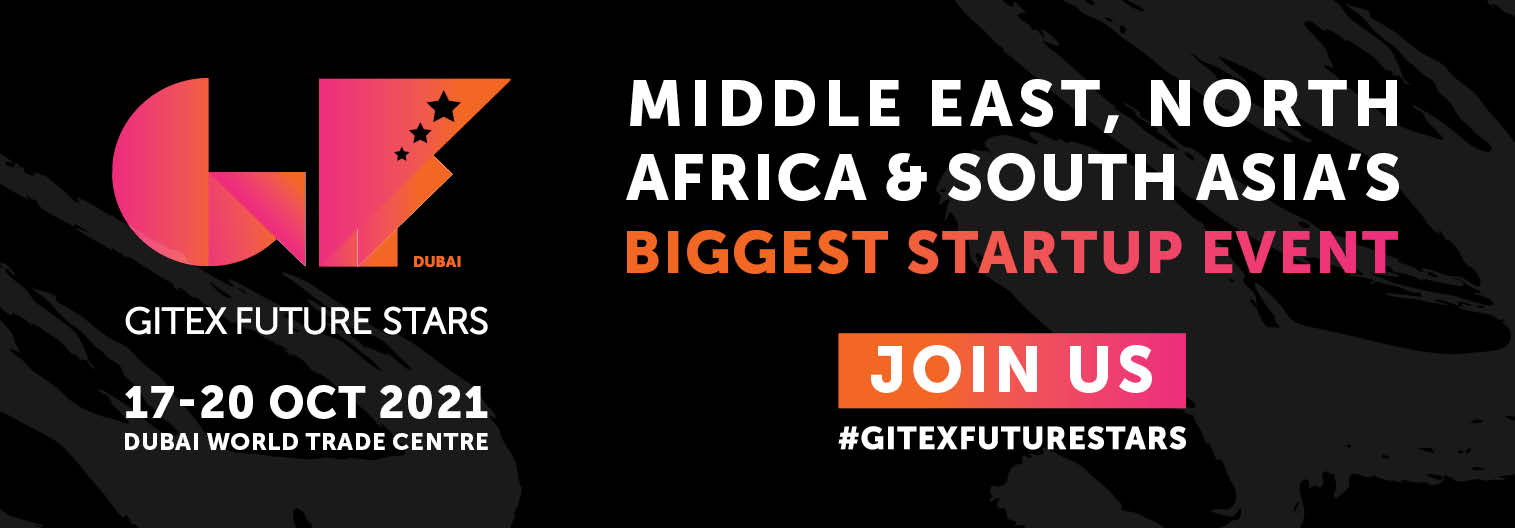 GF
DUBAI
GITEX FUTURE STARS
17-20 OCT 2021
DUBAI WORLD TRADE CENTRE
MIDDLE EAST, NORTH
AFRICA & SOUTH ASIA'S
BIGGEST STARTUP EVENT
JOIN US
#GITEXFUTURESTARS